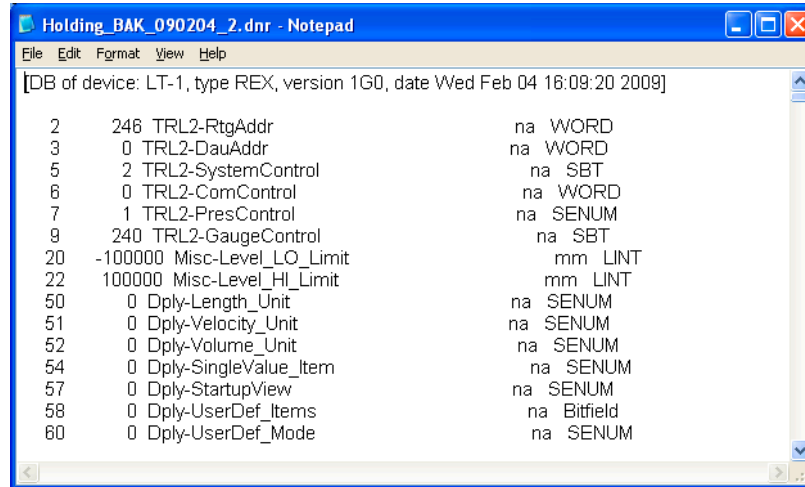 Holding_BAK_090204_2.dnr - Notepad
File Edit Format View Help
[DB of device: LT-1, type REX, version 1G0, date Wed Feb 04 16:09:20 2009]
2 246 TRL2-RtgAddr na WORD
3 0 TRL2-DauAddr na WORD
5 2 TRL2-SystemControl na SBT
6 0 TRL2-ComControl na WORD
7 1 TRL2-PresControl na SENUM
9 240 TRL2-GaugeControl na SBT
20 -100000 Misc-Level_LO_Limit mm LINT
22 100000 Misc-Level_HI_Limit mm LINT
50 0 Dply-Length_Unit na SENUM
51 0 Dply-Velocity_Unit na SENUM
52 0 Dply-Volume_Unit na SENUM
54 0 Dply-SingleValue_Item na SENUM
57 0 Dply-StartupView na SENUM
58 0 Dply-UserDef_Items na Bitfield
60 0 Dply-UserDef_Mode na SENUM